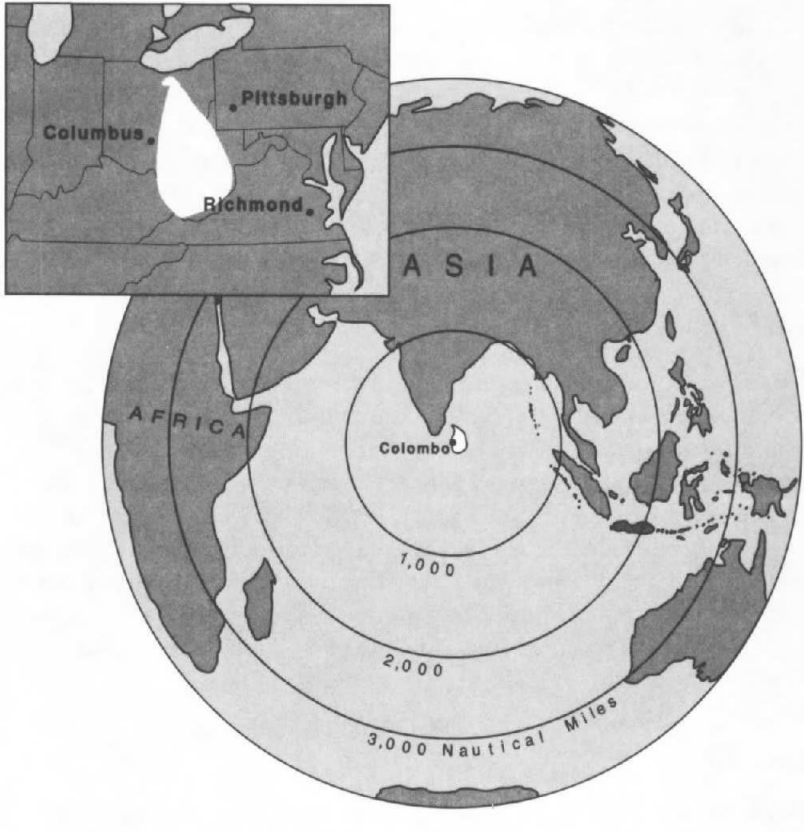 Pittsburgh
Columbus
Richmond
ASIA
AFRICA
Colombo
1,000
2,000
3,000 Nautical Miles